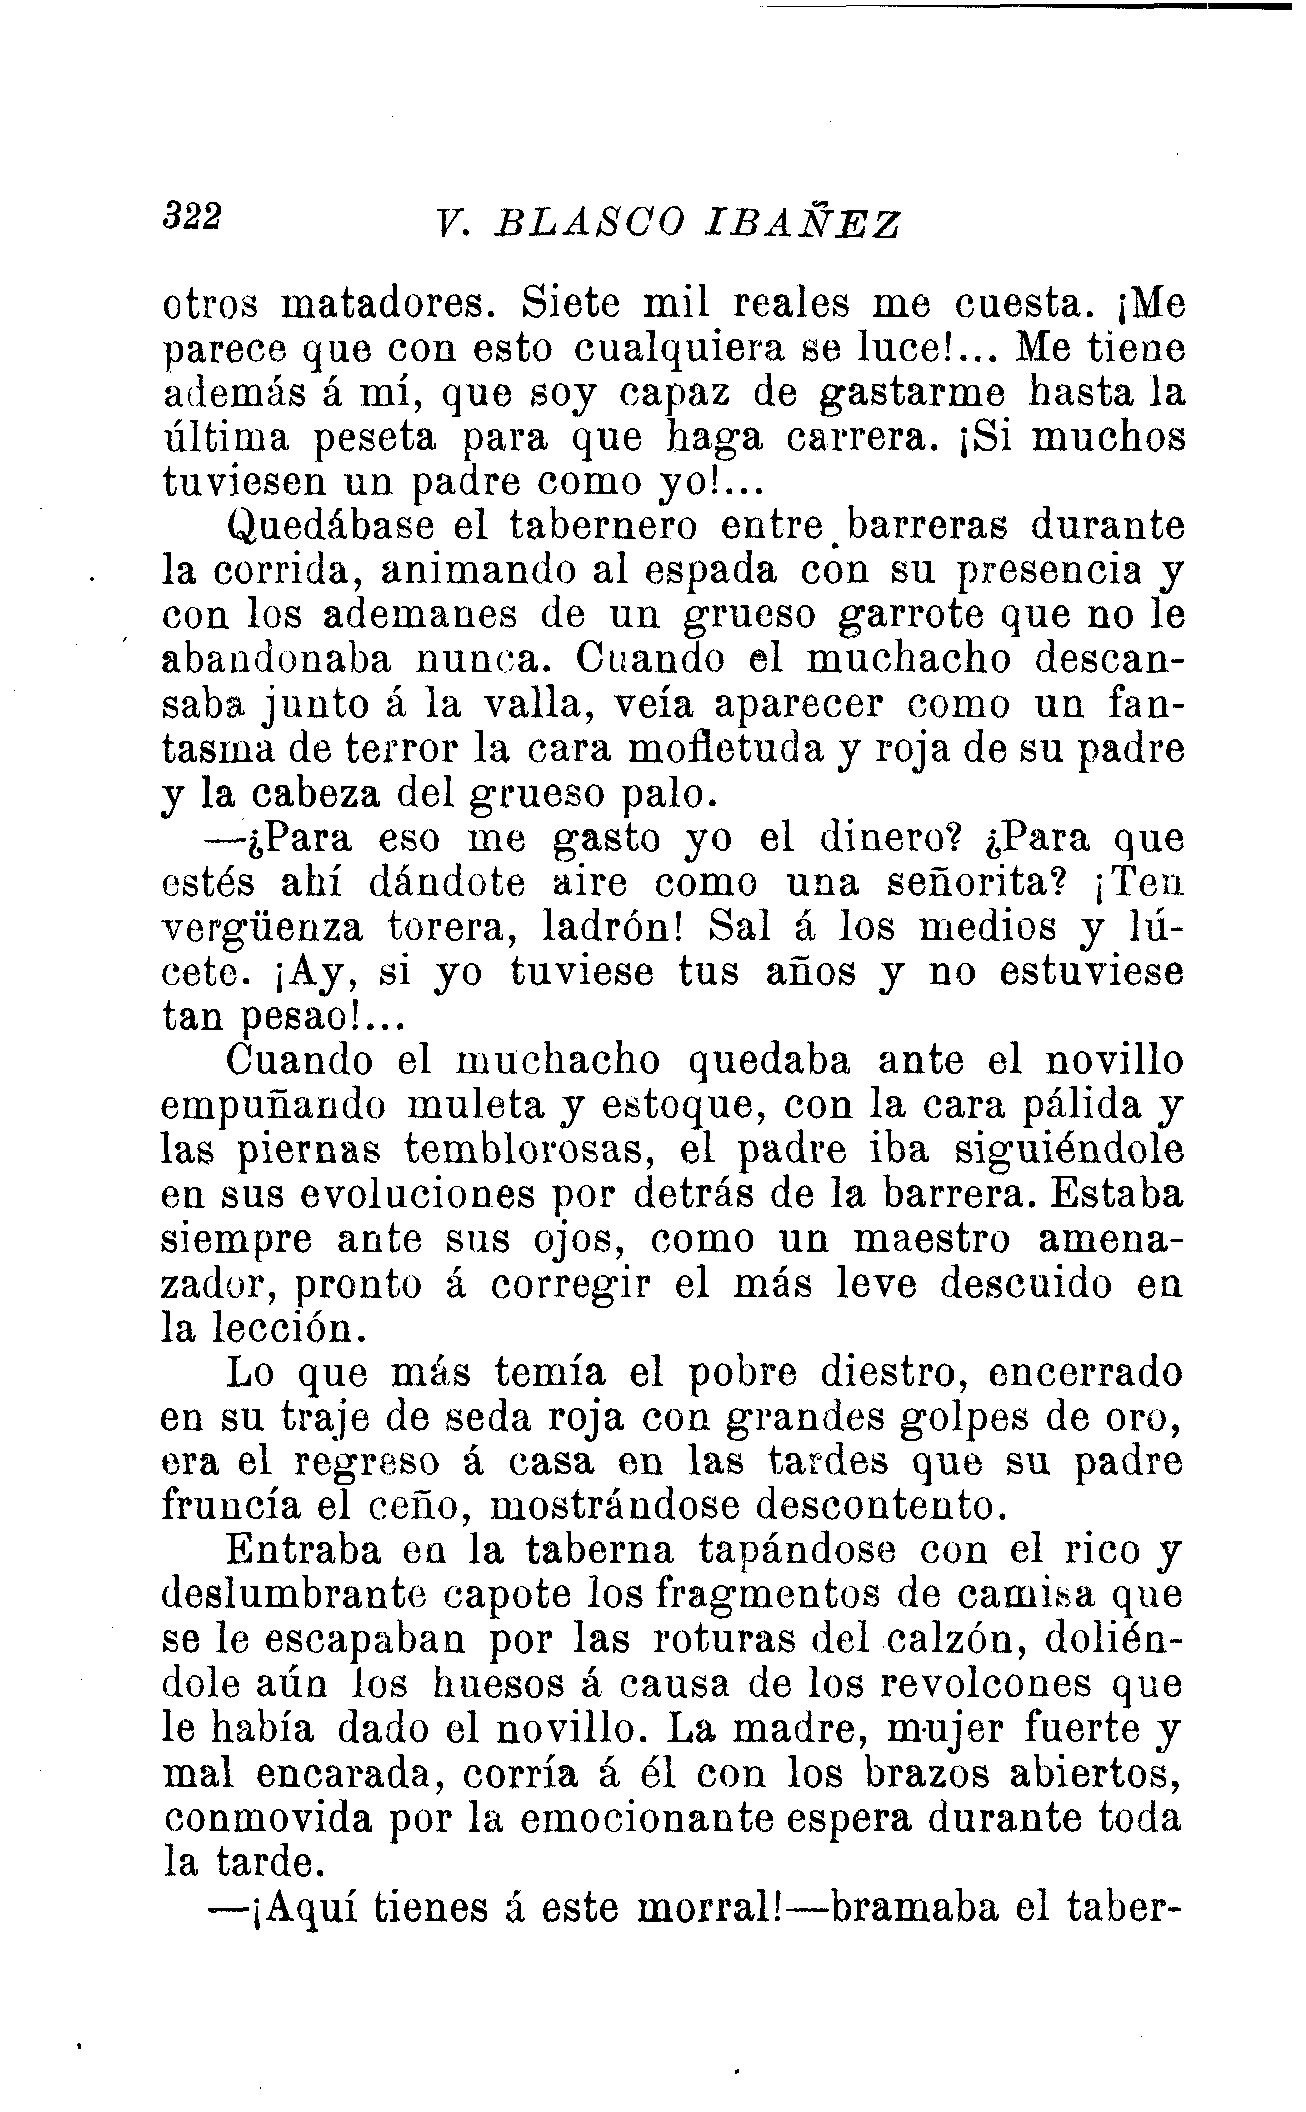 322 V. BLASCO IBAÑEZ
otros matadores. Siete mil reales me cuesta. ¡Me
parece que con esto cualquiera se luce!... Me tiene
además á mí, que soy capaz de gastarme hasta la
última peseta para que haga carrera. ¡Si muchos
tuviesen un padre como yo!...
Quedábase el tabernero entre barreras durante
la corrida, animando al espada con su presencia y
con los ademanes de un grueso garrote que no le
abandonaba nunca. Cuando el muchacho descan-
saba junto á la valla, veía aparecer como un fan-
tasma de terror la cara mofletuda y roja de su padre
y la cabeza del grueso palo.
—¿Para eso me gasto yo el dinero? ¿Para que
estés ahí dándote aire como una señorita? ¡Ten
vergüenza torera, ladrón! Sal á los medios y lú-
cete. ¡Ay, si yo tuviese tus años y no estuviese
tan pesao!...
Cuando el muchacho quedaba ante el novillo
empuñando muleta y estoque, con la cara pálida y
las piernas temblorosas, el padre iba siguiéndole
en sus evoluciones por detrás de la barrera. Estaba
siempre ante sus ojos, como un maestro amena-
zador, pronto á corregir el más leve descuido en
la lección.
Lo que más temía el pobre diestro, encerrado
en su traje de seda roja con grandes golpes de oro,
era el regreso á casa en las tardes que su padre
fruncía el ceño, mostrándose descontento.
Entraba en la taberna tapándose con el rico y
deslumbrante capote los fragmentos de camisa que
se le escapaban por las roturas del calzón, dolién-
dole aún los huesos á causa de los revolcones que
le había dado el novillo. La madre, mujer fuerte y
mal encarada, corría á él con los brazos abiertos,
conmovida por la emocionante espera durante toda
la tarde.
—¡Aquí tienes á este morral!—bramaba el taber-